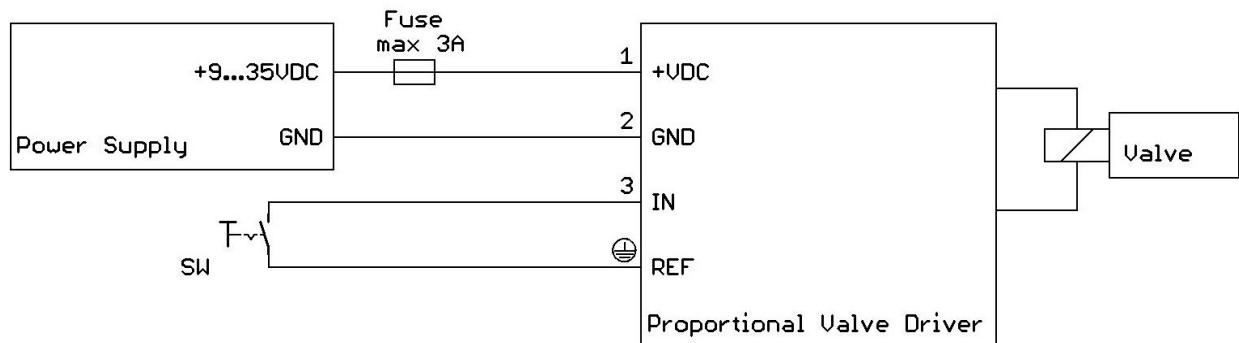 Fuse
max 3A
+9...35VDC
1
+VDC
GND
2
GND
Power Supply
Valve
3
IN
SW
REF
Proportional Valve Driver